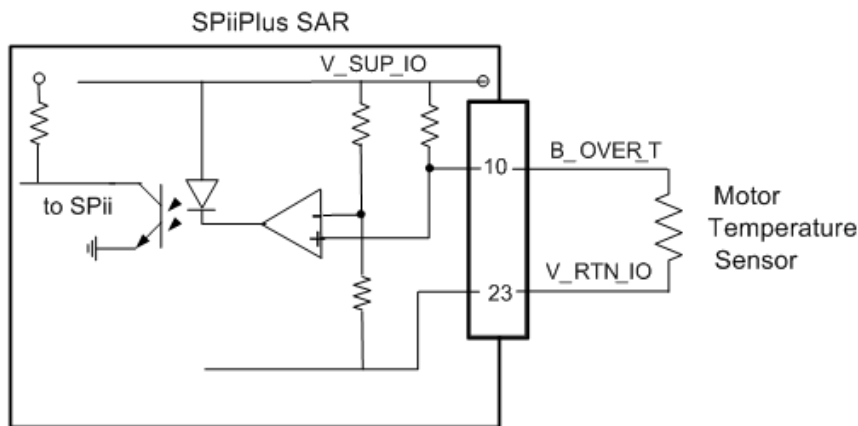 SPiiPlus SAR
V_SUP_IO
10
B_OVER_T
to SPii
-
+
Motor
Temperature
Sensor
V_RTN_IO
23